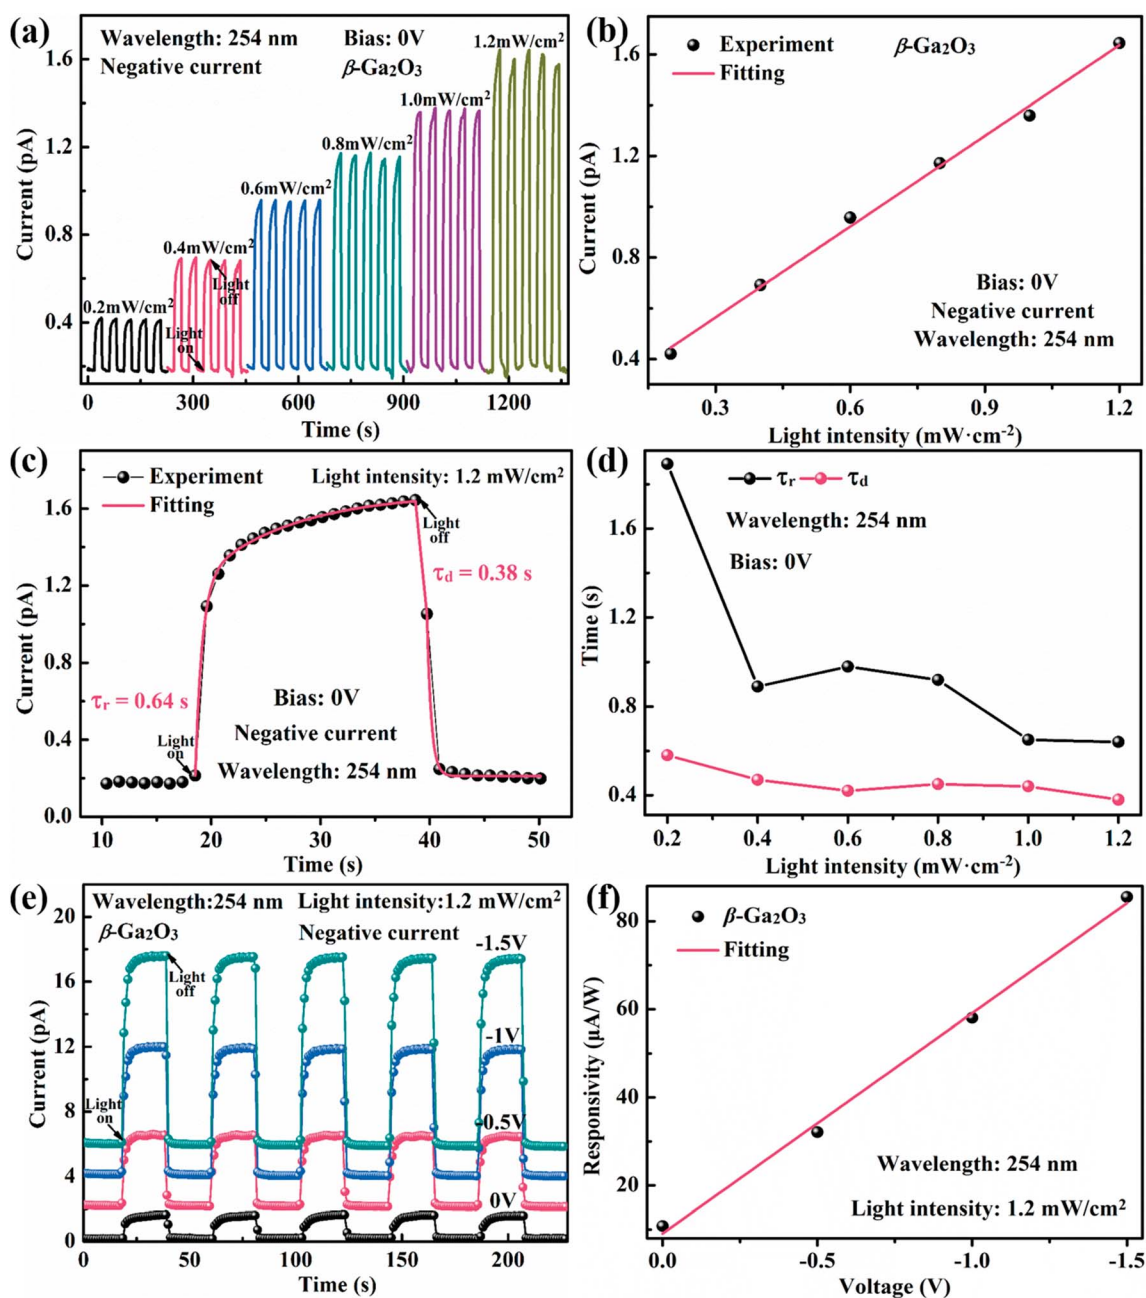 (a)
Wavelength: 254 nm
Bias: 0V
Negative current
β-Ga₂O₃
0.2mW/cm²
0.4mW/cm²
0.6mW/cm²
0.8mW/cm²
1.0mW/cm²
1.2mW/cm²
Light
on
Light
off
Current (pA)
1.6
1.2
0.8
0.4
0
300
600
900
1200
Time (s)
(b)
Experiment
Fitting
β-Ga₂O₃
Bias: 0V
Negative current
Wavelength: 254 nm
Current (pA)
1.6
1.2
0.8
0.4
0.3
0.6
0.9
1.2
Light intensity (mW·cm⁻²)
(c)
Experiment
Fitting
Light intensity: 1.2 mW/cm²
Light
off
τd = 0.38 s
τr = 0.64 s
Light
on
Bias: 0V
Negative current
Wavelength: 254 nm
Current (pA)
2.0
1.6
1.2
0.8
0.4
0.0
10
20
30
40
50
Time (s)
(d)
τr
τd
Wavelength: 254 nm
Bias: 0V
Time (s)
1.6
1.2
0.8
0.4
0.2
0.4
0.6
0.8
1.0
1.2
Light intensity (mW·cm⁻²)
(e)
Wavelength:254 nm
Light intensity:1.2 mW/cm²
β-Ga₂O₃
Negative current
-1.5V
Light
off
-1V
Light
on
-0.5V
0V
Current (pA)
20
16
12
8
4
0
0
50
100
150
200
Time (s)
(f)
β-Ga₂O₃
Fitting
Wavelength: 254 nm
Light intensity: 1.2 mW/cm²
Responsivity (μA/W)
80
60
40
20
0.0
-0.5
-1.0
-1.5
Voltage (V)